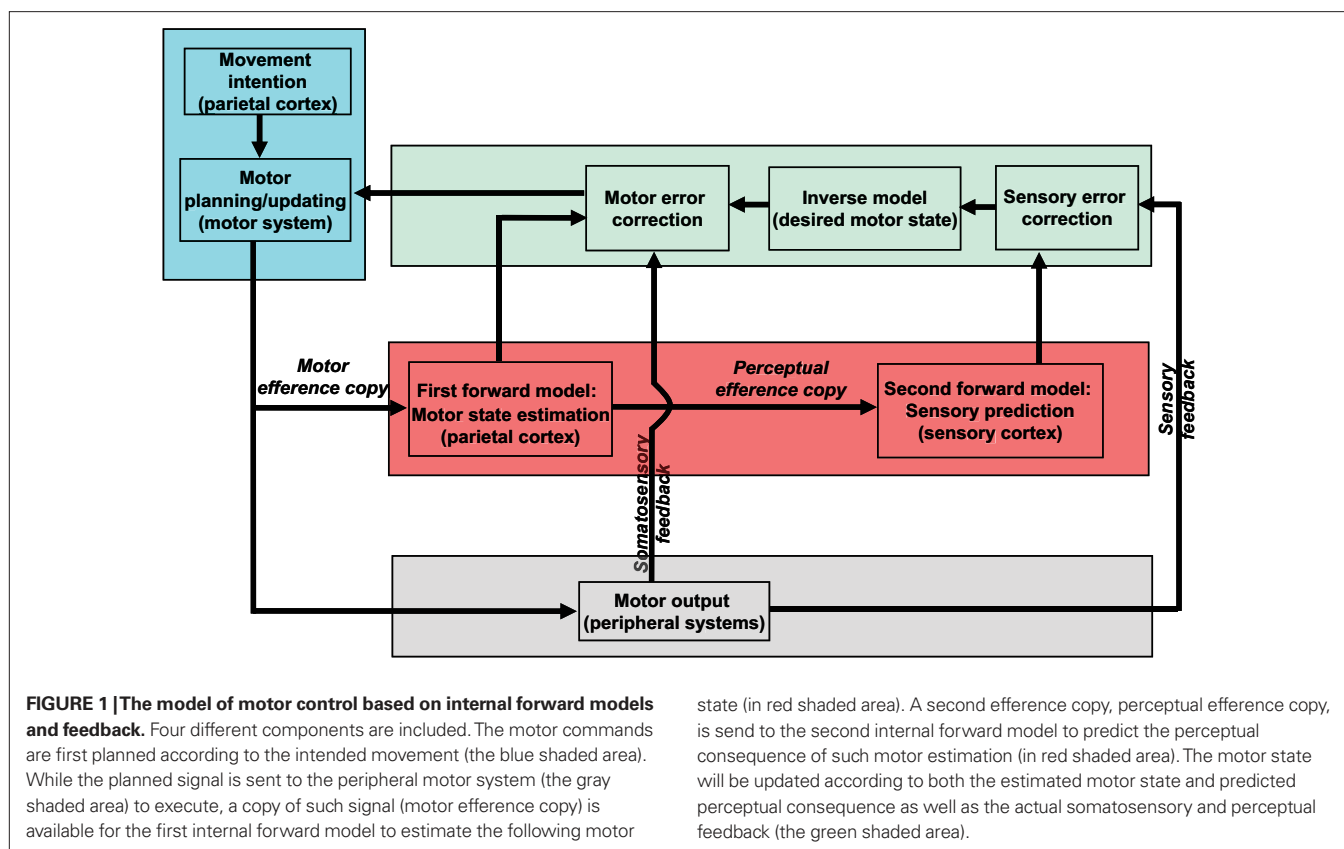 Movement
intention
(parietal cortex)
Motor
planning/updating
(motor system)
Motor error
correction
Inverse model
(desired motor state)
Sensory error
correction
Motor
efference copy
First forward model:
Motor state estimation
(parietal cortex)
Perceptual
efference copy
Second forward model:
Sensory prediction
(sensory cortex)
Somatosensory
feedback
Sensory
feedback
Motor output
(peripheral systems)
FIGURE 1 | The model of motor control based on internal forward models
and feedback. Four different components are included. The motor commands
are first planned according to the intended movement (the blue shaded area).
While the planned signal is sent to the peripheral motor system (the gray
shaded area) to execute, a copy of such signal (motor efference copy) is
available for the first internal forward model to estimate the following motor
state (in red shaded area). A second efference copy, perceptual efference copy,
is send to the second internal forward model to predict the perceptual
consequence of such motor estimation (in red shaded area). The motor state
will be updated according to both the estimated motor state and predicted
perceptual consequence as well as the actual somatosensory and perceptual
feedback (the green shaded area).